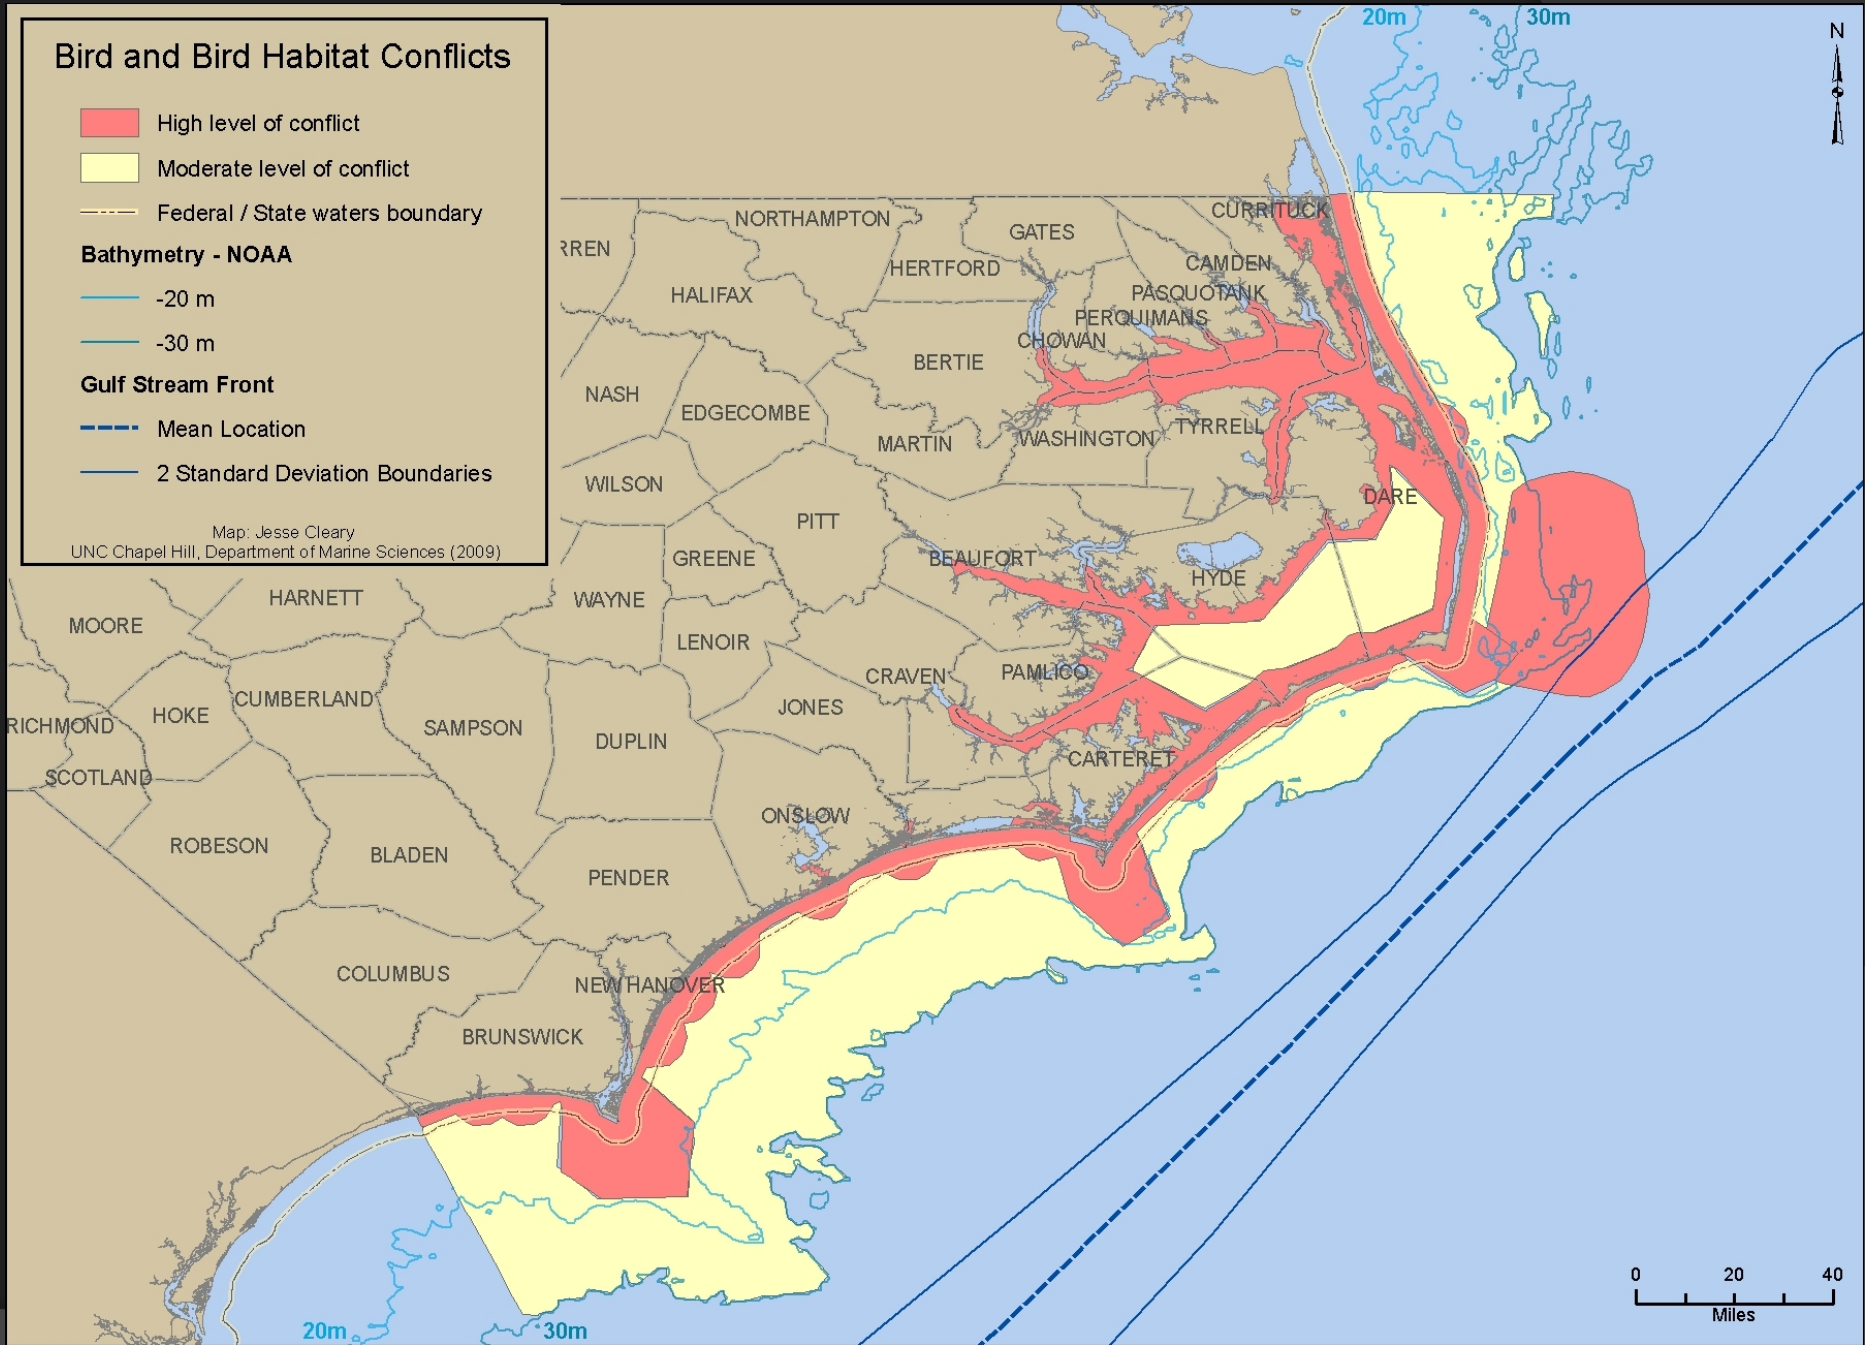 Bird and Bird Habitat Conflicts
High level of conflict
Moderate level of conflict
Federal / State waters boundary
Bathymetry - NOAA
-20 m
-30 m
Gulf Stream Front
Mean Location
2 Standard Deviation Boundaries
Map: Jesse Cleary
UNC Chapel Hill, Department of Marine Sciences (2009)
20m
30m
N
CURRITUCK
NORTHAMPTON
GATES
RREN
HERTFORD
CAMDEN
HALIFAX
PASQUOTANK
PERQUIMANS
CHOWAN
BERTIE
NASH
EDGECOMBE
TYRRELL
WASHINGTON
MARTIN
WILSON
DARE
PITT
GREENE
BEAUFORT
HYDE
HARNETT
WAYNE
MOORE
LENOIR
PAMLICO
CRAVEN
CUMBERLAND
JONES
HOKE
RICHMOND
SAMPSON
DUPLIN
CARTERET
SCOTLAND
ONSLOW
ROBESON
BLADEN
PENDER
COLUMBUS
NEW HANOVER
BRUNSWICK
0 20 40
Miles
20m
30m